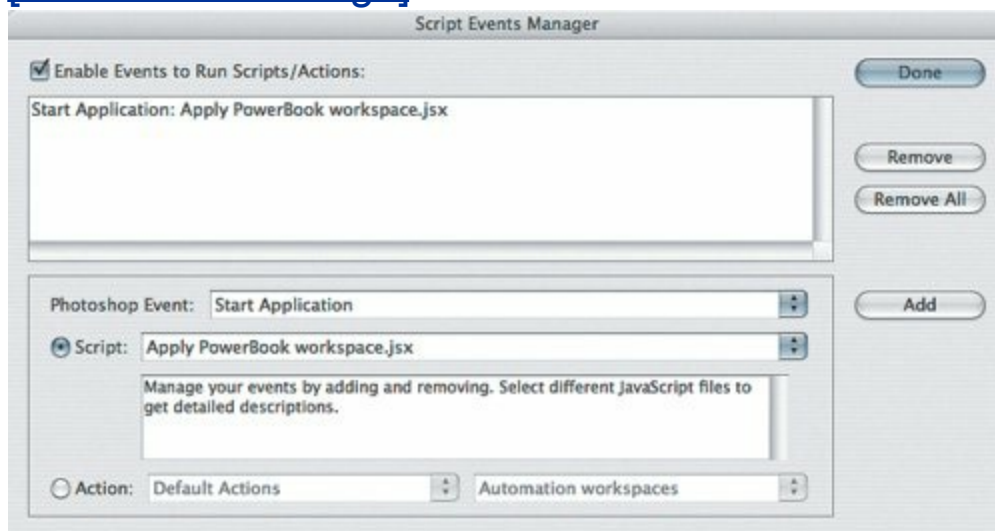 Script Events Manager
Enable Events to Run Scripts/Actions:
Done
Start Application: Apply PowerBook workspace.jsx
Remove
Remove All
Photoshop Event: Start Application
Add
Script: Apply PowerBook workspace.jsx
Manage your events by adding and removing. Select different JavaScript files to
get detailed descriptions.
Action: Default Actions Automation workspaces